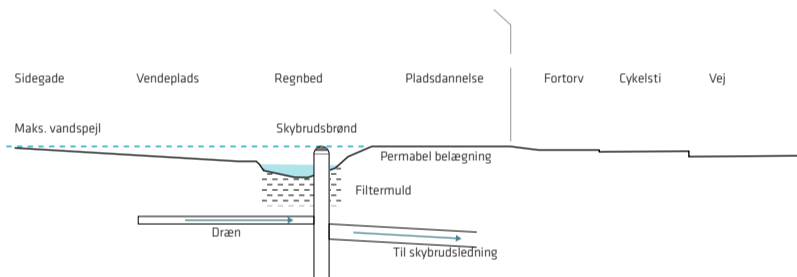 Sidegade
Vendeplads
Regnbed
Pladsdannelse
Fortorv
Cykelsti
Vej
Maks. vandspejl
Skybrudsbrønd
Permabel belægning
Filtermuld
Dræn
Til skybrudsledning